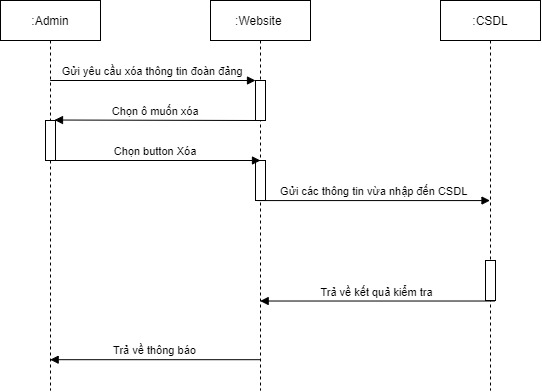 :Admin
:Website
:CSDL
Gửi yêu cầu xóa thông tin đoàn đảng
Chọn ô muốn xóa
Chọn button Xóa
Gửi các thông tin vừa nhập đến CSDL
Trả về kết quả kiểm tra
Trả về thông báo